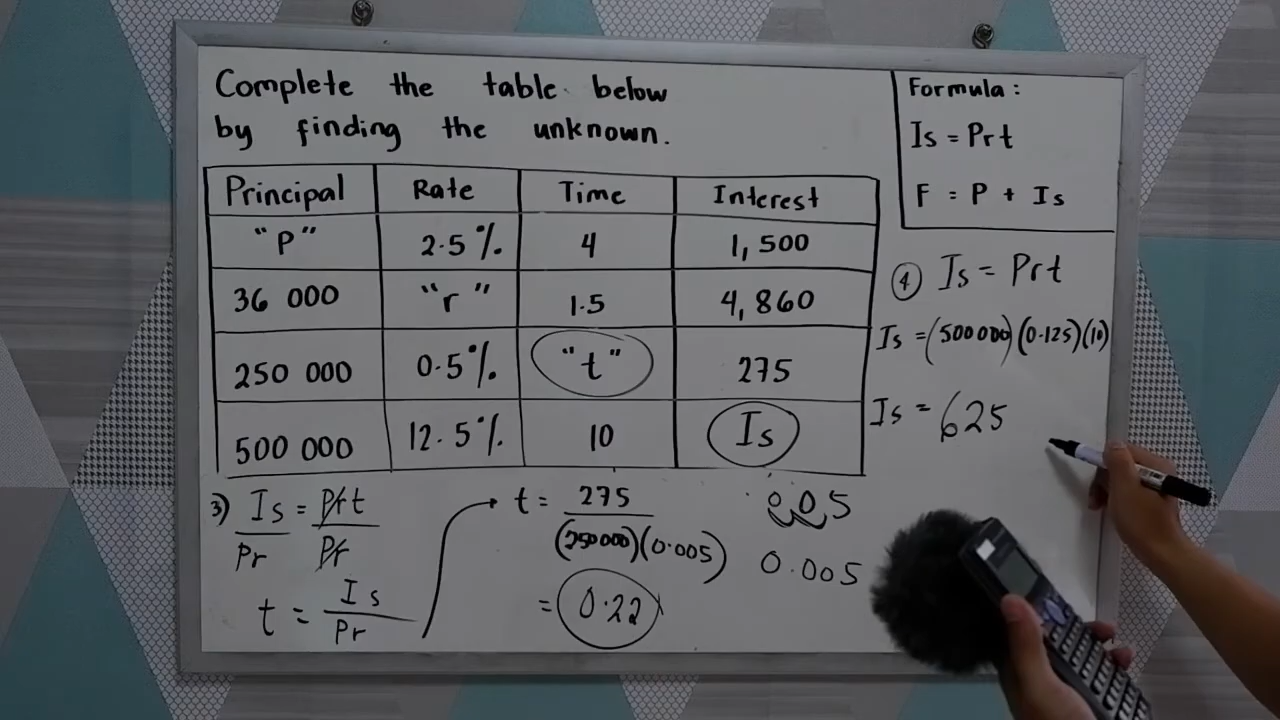 Complete the table below
by finding the unknown.
Formula:
Is = Prt
F = P + Is
Principal Rate Time Interest
"P" 2.5% 4 1,500
36 000 "r" 1.5 4,860
250 000 0.5% "t" 275
500 000 12.5% 10 Is
④ Is = Prt
Is = (500 000)(0.125)(10)
Is = 625
3) Is = Prt
Pr Pr
t = Is
Pr
t = 275
(250000)(0.005)
= 0.22
005
0.005